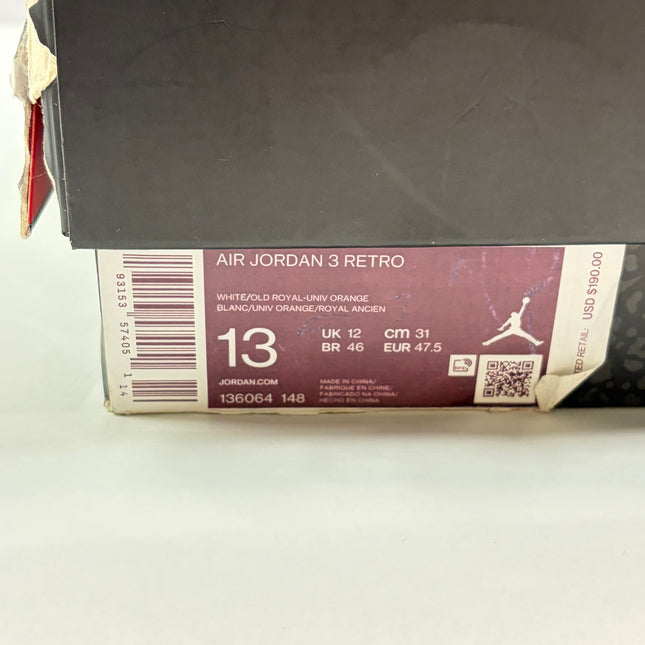 AIR JORDAN 3 RETRO
WHITE/OLD ROYAL-UNIV ORANGE
BLANC/UNIV ORANGE/ROYAL ANCIEN
13
UK 12 cm 31
BR 46 EUR 47.5
JORDAN.COM
136064 148
MADE IN CHINA/
FABRIQUE EN CHINE/
FABRICADO NA CHINA/
HECHO EN CHINA
93153 57405 1 14
TED RETAIL: USD $190.00